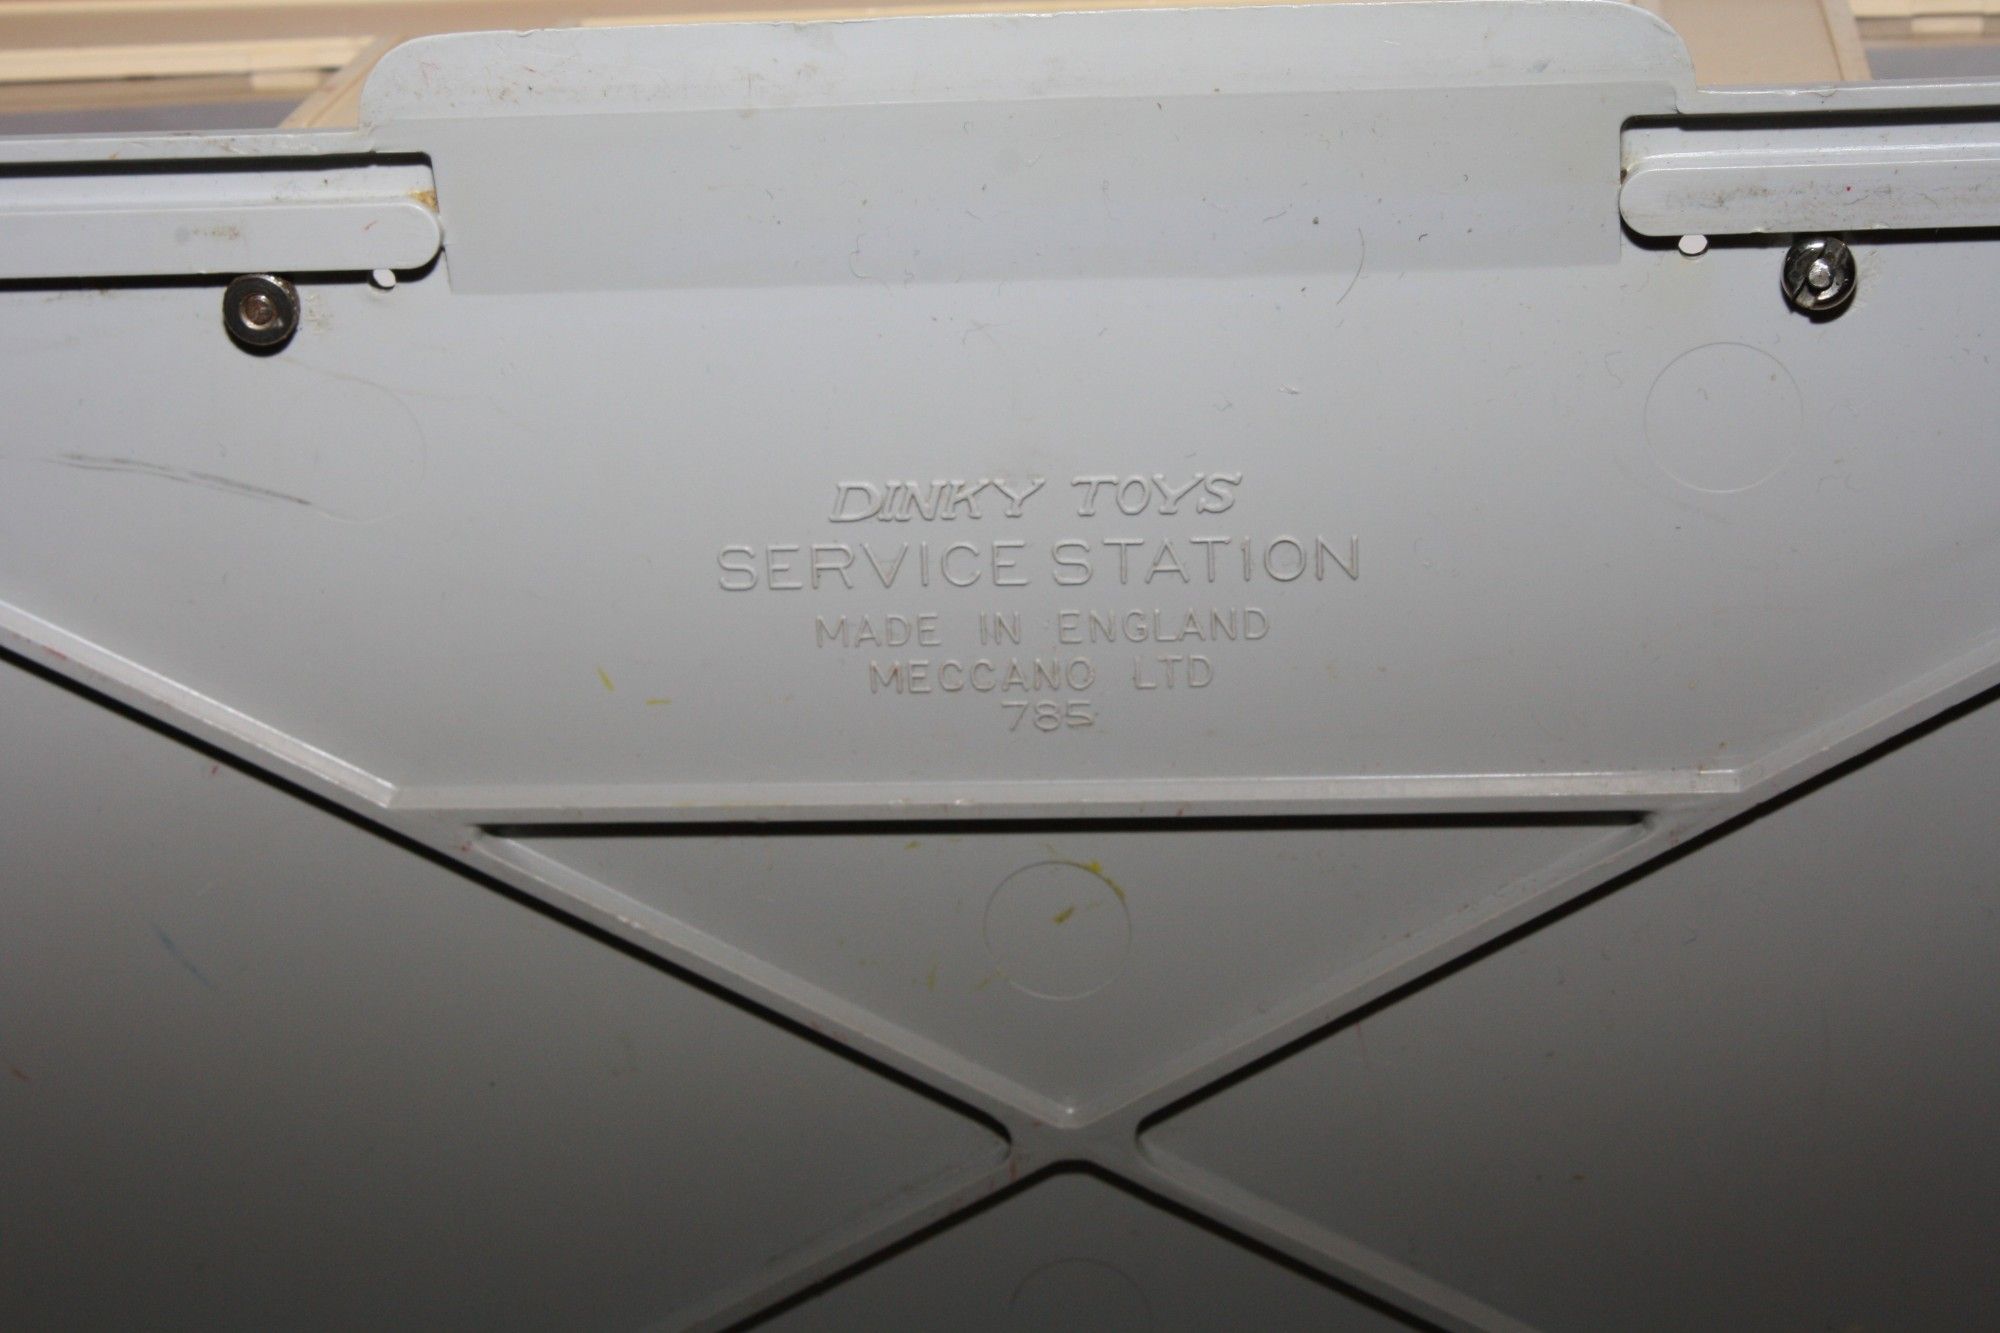 DINKY TOYS
SERVICE STATION
MADE IN ENGLAND
MECCANO LTD
785